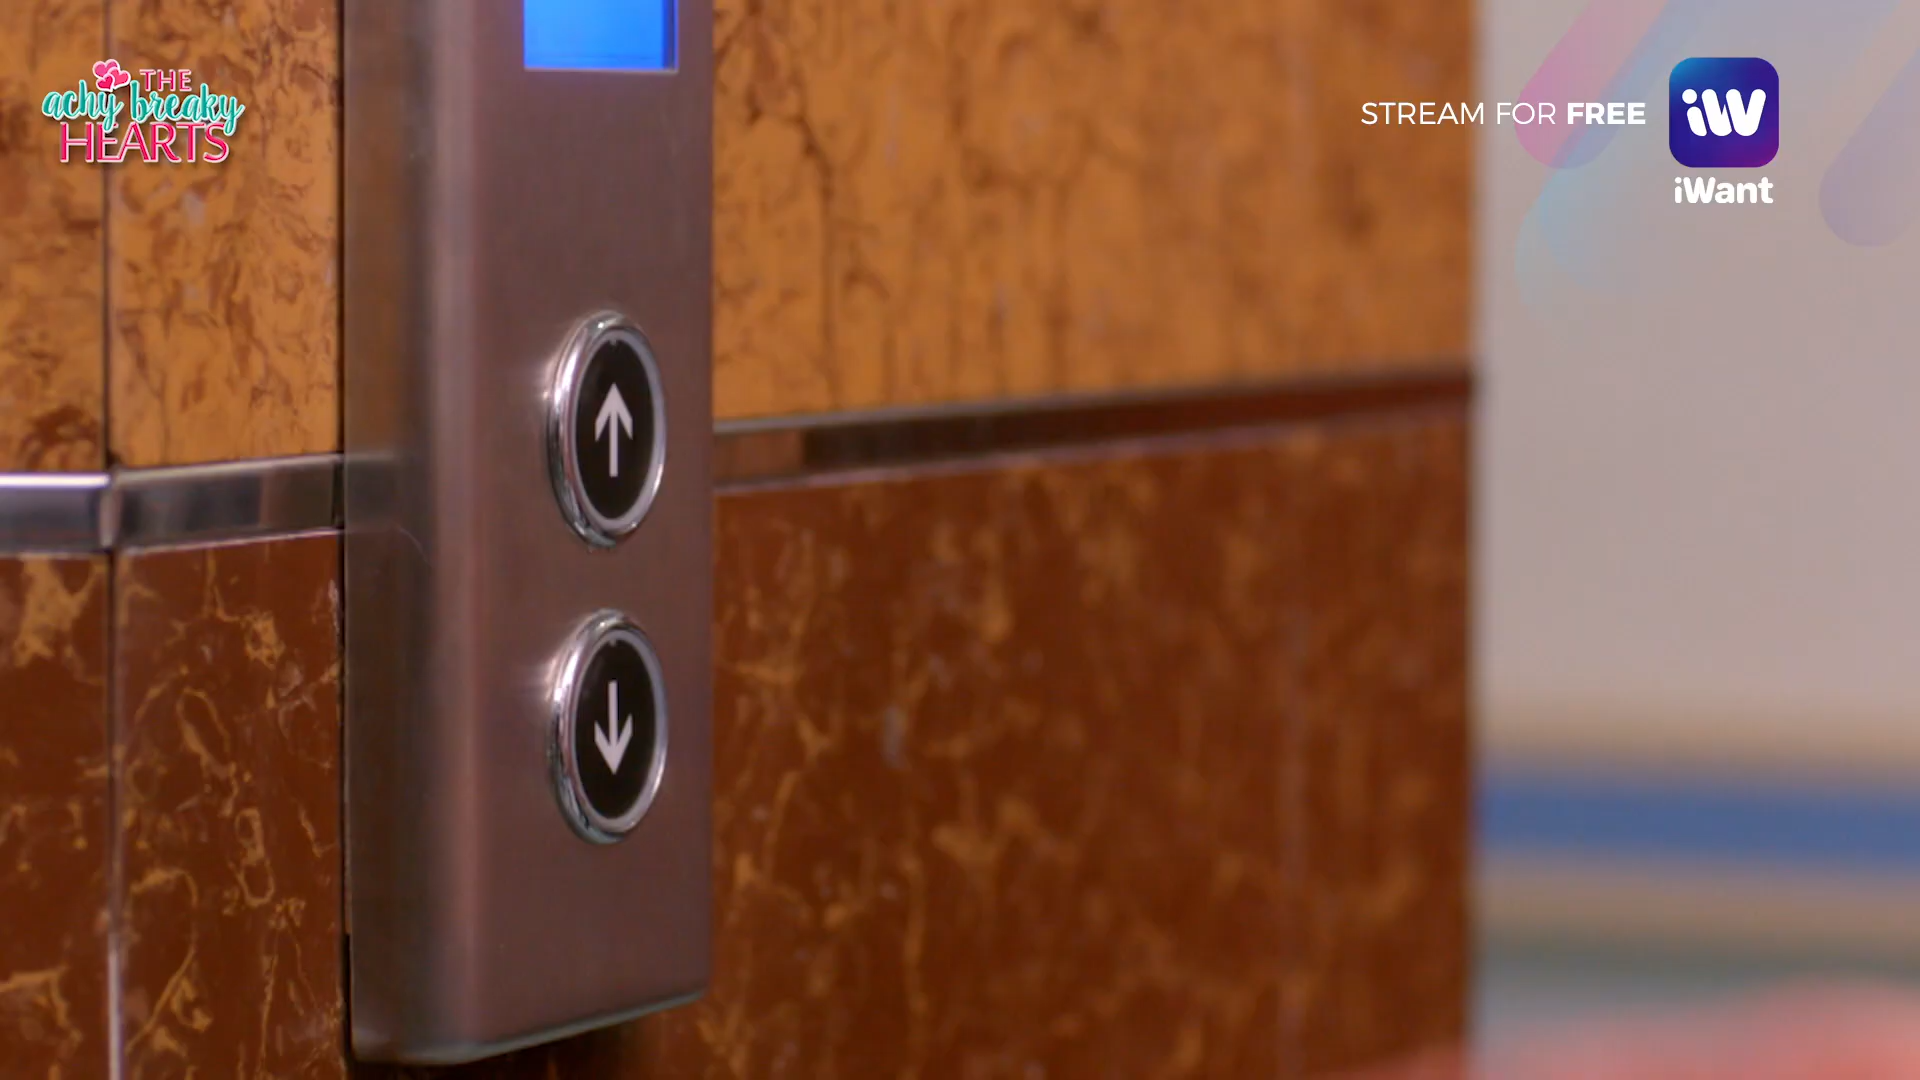 THE
achy breaky
HEARTS
STREAM FOR FREE
iW
iWant